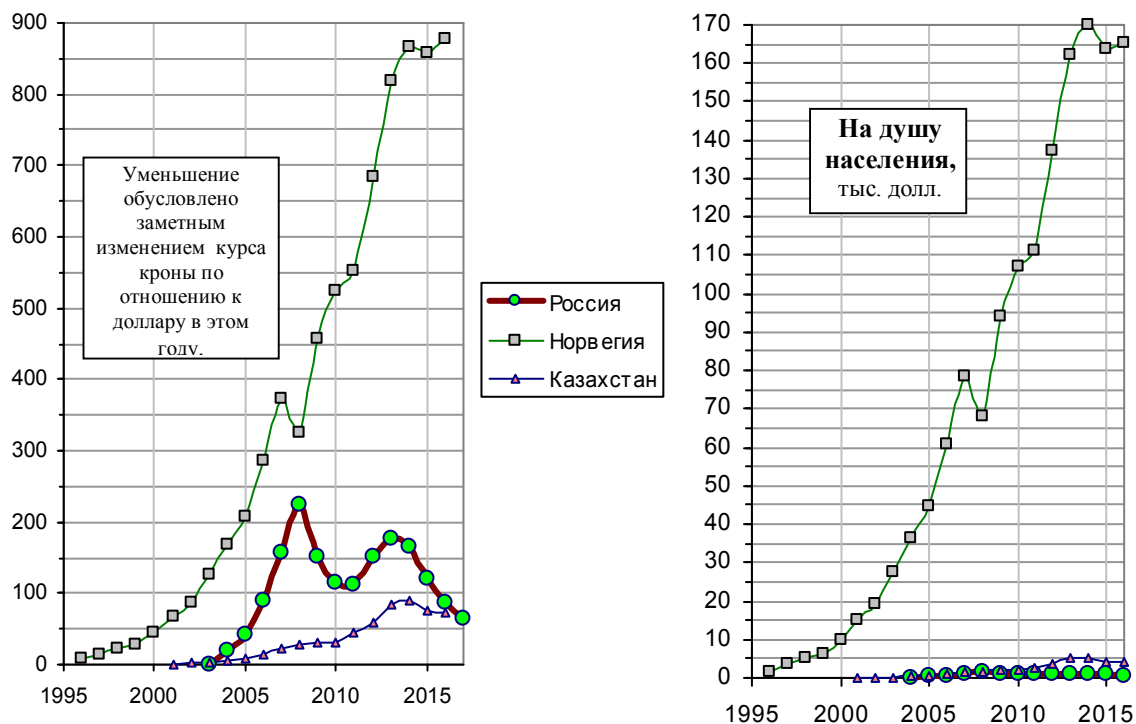 900
800
700
600
500
400
300
200
100
0
1995
2000
2005
2010
2015
Уменьшение
обусловлено
заметным
изменением курса
кроны по
отношению к
доллару в этом
году.
Россия
Норвегия
Казахстан
170
160
150
140
130
120
110
100
90
80
70
60
50
40
30
20
10
0
1995
2000
2005
2010
2015
На душу
населения,
тыс. долл.